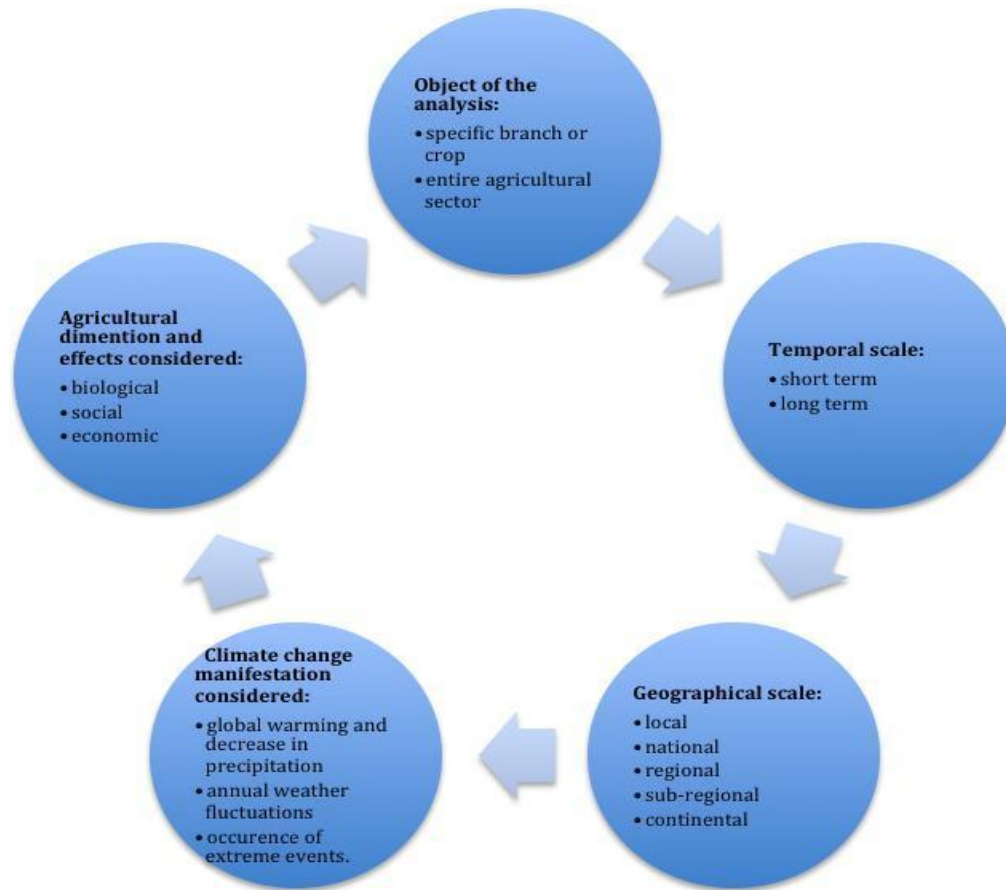 Object of the
analysis:
• specific branch or
crop
• entire agricultural
sector
Temporal scale:
• short term
• long term
Geographical scale:
• local
• national
• regional
• sub-regional
• continental
Climate change
manifestation
considered:
• global warming and
decrease in
precipitation
• annual weather
fluctuations
• occurence of
extreme events.
Agricultural
dimention and
effects considered:
• biological
• social
• economic